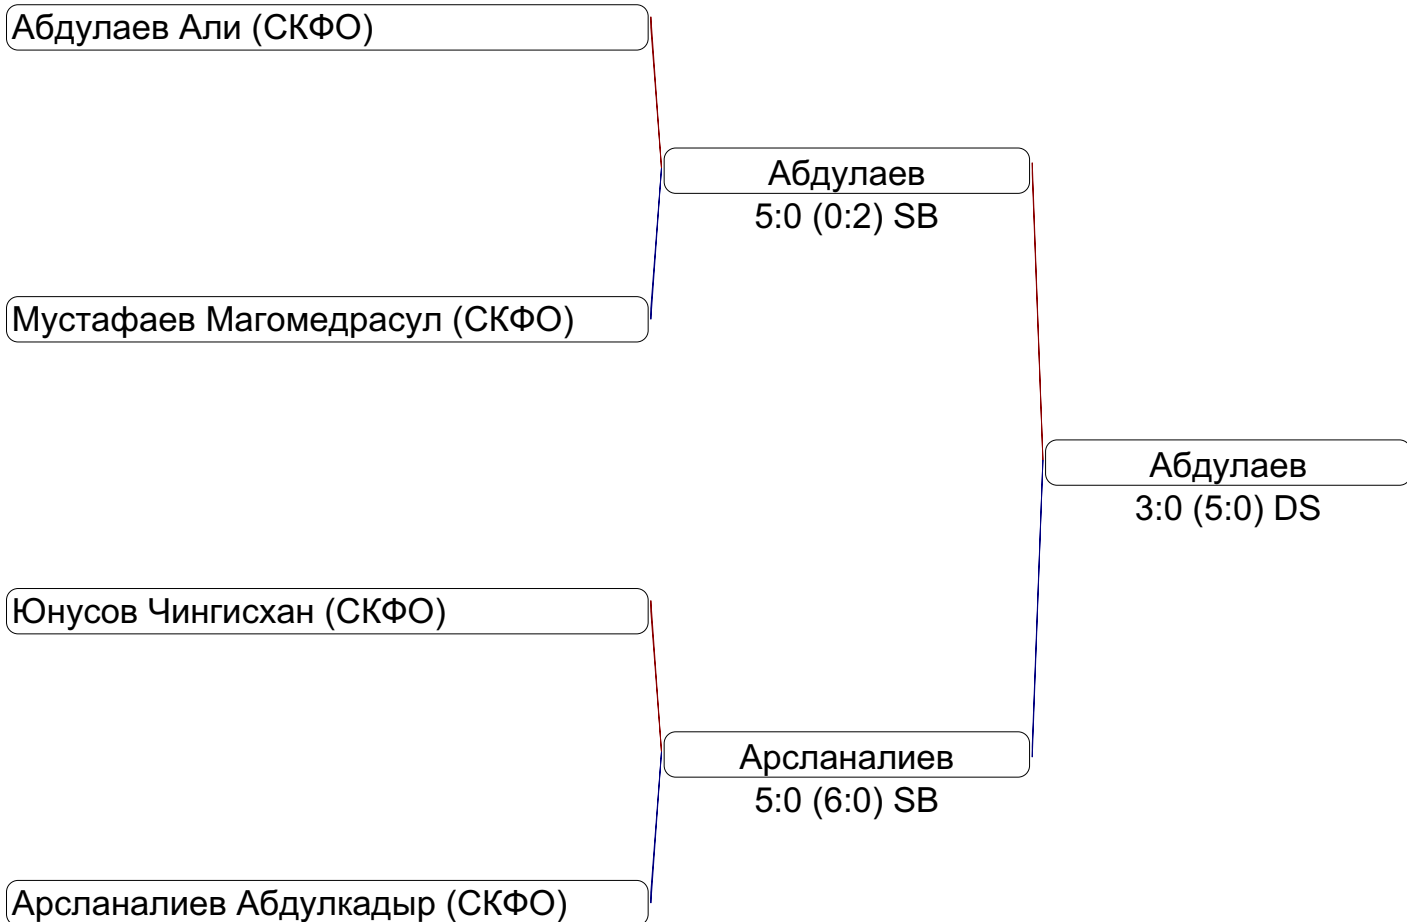 Абдулаев Али (СКФО)
Абдулаев
5:0 (0:2) SB
Мустафаев Магомедрасул (СКФО)
Абдулаев
3:0 (5:0) DS
Юнусов Чингисхан (СКФО)
Арсланалиев
5:0 (6:0) SB
Арсланалиев Абдулкадыр (СКФО)